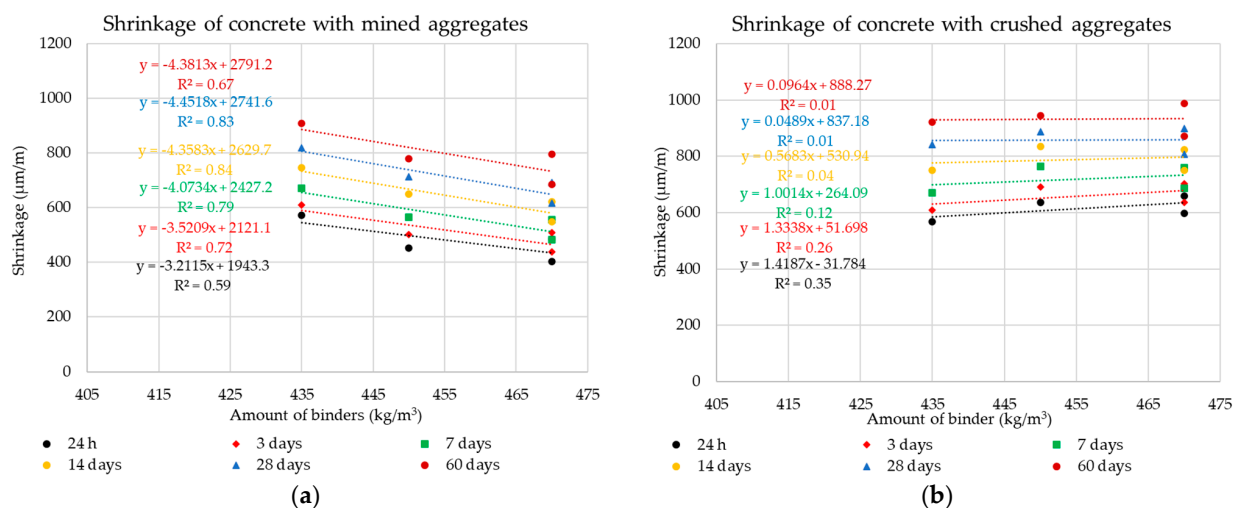 Shrinkage of concrete with mined aggregates
1200
1000
800
600
400
200
0
Shrinkage (μm/m)
y = -4.3813x + 2791.2
R² = 0.67
y = -4.4518x + 2741.6
R² = 0.83
y = -4.3583x + 2629.7
R² = 0.84
y = -4.0734x + 2427.2
R² = 0.79
y = -3.5209x + 2121.1
R² = 0.72
y = -3.2115x + 1943.3
R² = 0.59
405 415 425 435 445 455 465 475
Amount of binders (kg/m³)
24 h 3 days 7 days
14 days 28 days 60 days
(a)
Shrinkage of concrete with crushed aggregates
1200
1000
800
600
400
200
0
Shrinkage (μm/m)
y = 0.0964x + 888.27
R² = 0.01
y = 0.0489x + 837.18
R² = 0.01
y = 0.5683x + 530.94
R² = 0.04
y = 1.0014x + 264.09
R² = 0.12
y = 1.3338x + 51.698
R² = 0.26
y = 1.4187x - 31.784
R² = 0.35
405 415 425 435 445 455 465 475
Amount of binder (kg/m³)
24 h 3 days 7 days
14 days 28 days 60 days
(b)